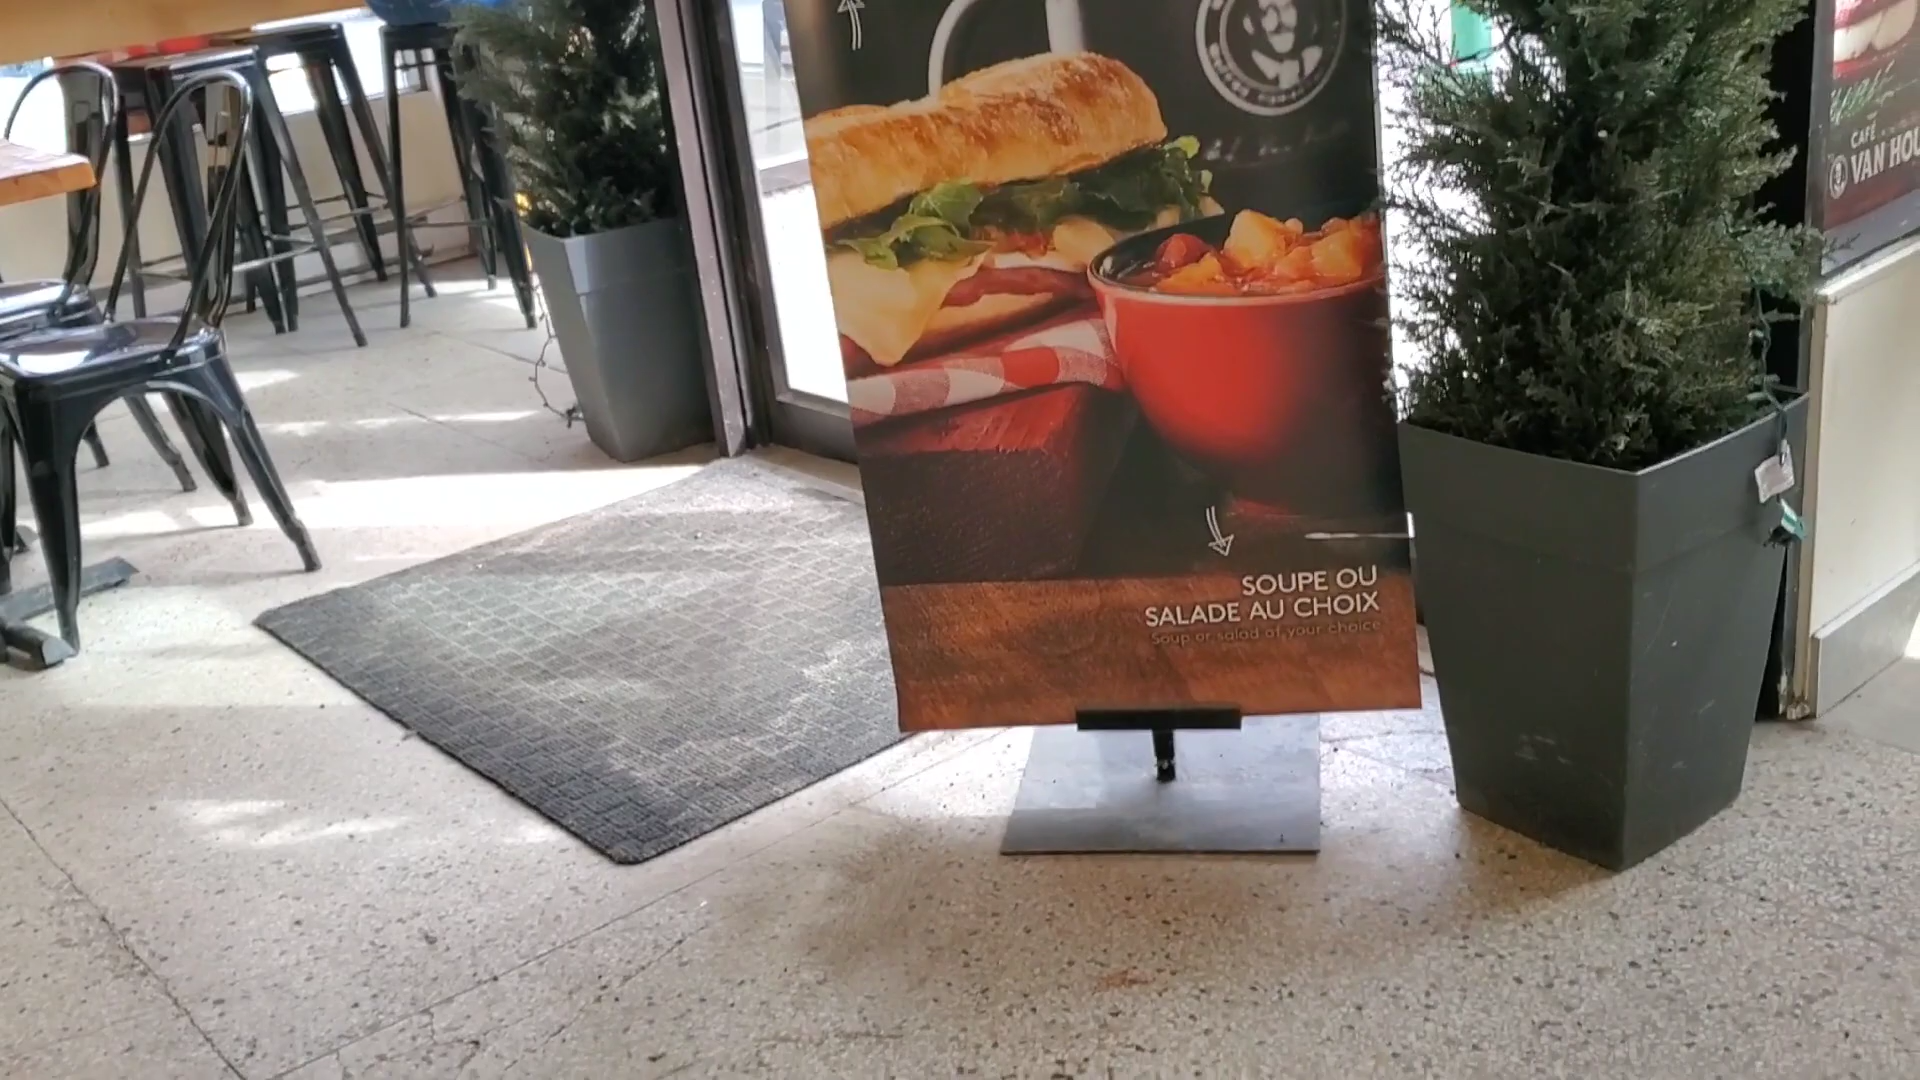 SOUPE OU
SALADE AU CHOIX
Soup or salad of your choice
CAFÉ
VAN HOU